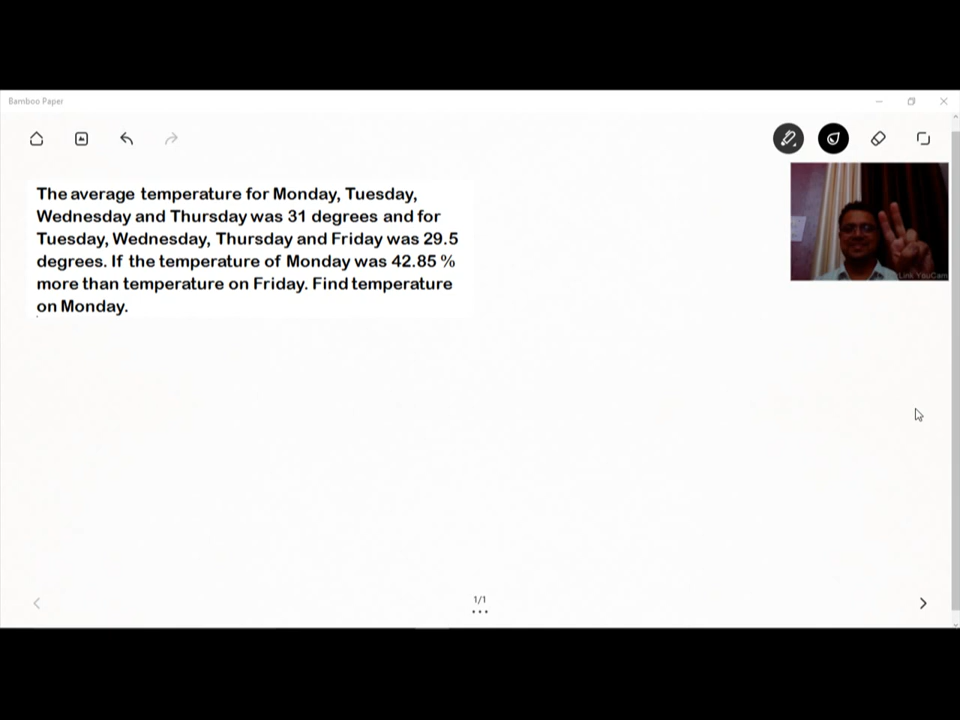 Bamboo Paper
The average temperature for Monday, Tuesday,
Wednesday and Thursday was 31 degrees and for
Tuesday, Wednesday, Thursday and Friday was 29.5
degrees. If the temperature of Monday was 42.85 %
more than temperature on Friday. Find temperature
on Monday.
Link YouCam
1/1